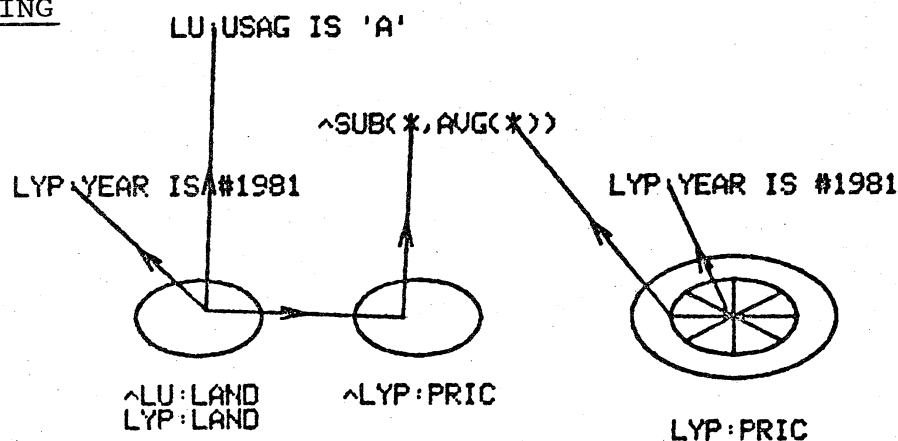 ING
LU:USAG IS 'A'
^SUB(*,AVG(*))
LYP:YEAR IS #1981
LYP:YEAR IS #1981
^LU:LAND
LYP:LAND
^LYP:PRIC
LYP:PRIC